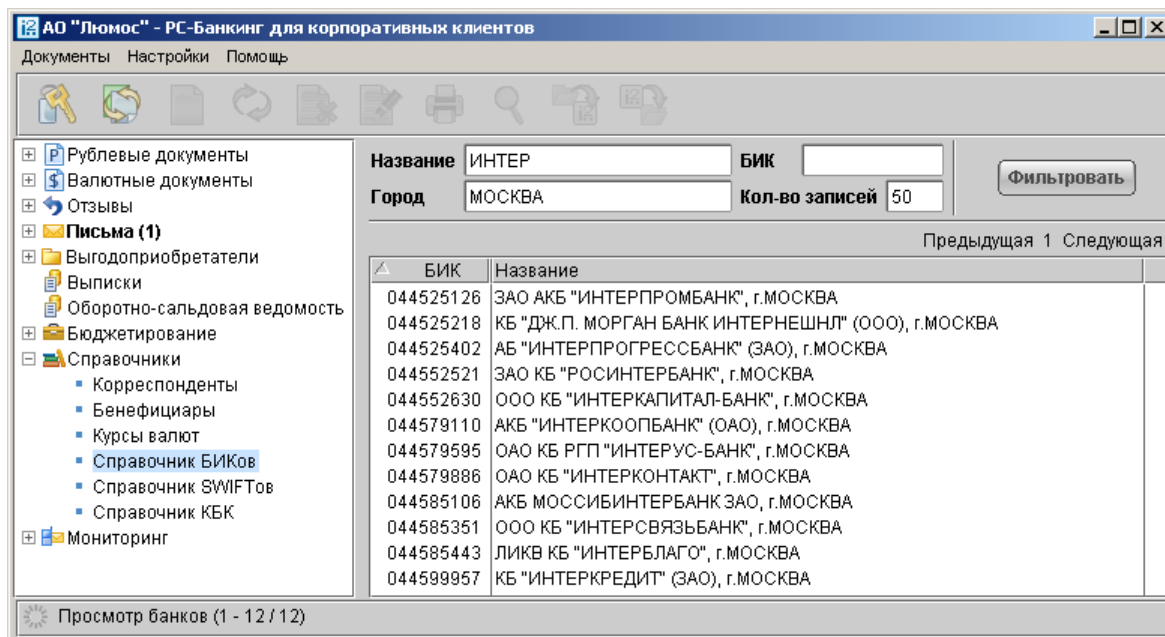 АО "Люмос" - РС-Банкинг для корпоративных клиентов
Документы Настройки Помощь
Рублевые документы
Валютные документы
Отзывы
Письма (1)
Выгодоприобретатели
Выписки
Оборотно-сальдовая ведомость
Бюджетирование
Справочники
Корреспонденты
Бенефициары
Курсы валют
Справочник БИКов
Справочник SWIFTов
Справочник КБК
Мониторинг
Название ИНТЕР БИК
Фильтровать
Город МОСКВА Кол-во записей 50
Предыдущая 1 Следующая
БИК Название
044525126 ЗАО АКБ "ИНТЕРПРОМБАНК", г.МОСКВА
044525218 КБ "ДЖ.П. МОРГАН БАНК ИНТЕРНЕШНЛ" (ООО), г.МОСКВА
044525402 АБ "ИНТЕРПРОГРЕССБАНК" (ЗАО), г.МОСКВА
044552521 ЗАО КБ "РОСИНТЕРБАНК", г.МОСКВА
044552630 ООО КБ "ИНТЕРКАПИТАЛ-БАНК", г.МОСКВА
044579110 АКБ "ИНТЕРКООПБАНК" (ОАО), г.МОСКВА
044579595 ОАО КБ РГП "ИНТЕРУС-БАНК", г.МОСКВА
044579886 ОАО КБ "ИНТЕРКОНТАКТ", г.МОСКВА
044585106 АКБ МОССИБИНТЕРБАНК ЗАО, г.МОСКВА
044585351 ООО КБ "ИНТЕРСВЯЗЬБАНК", г.МОСКВА
044585443 ЛИКВ КБ "ИНТЕРБЛАГО", г.МОСКВА
044599957 КБ "ИНТЕРКРЕДИТ" (ЗАО), г.МОСКВА
Просмотр банков (1 - 12 / 12)